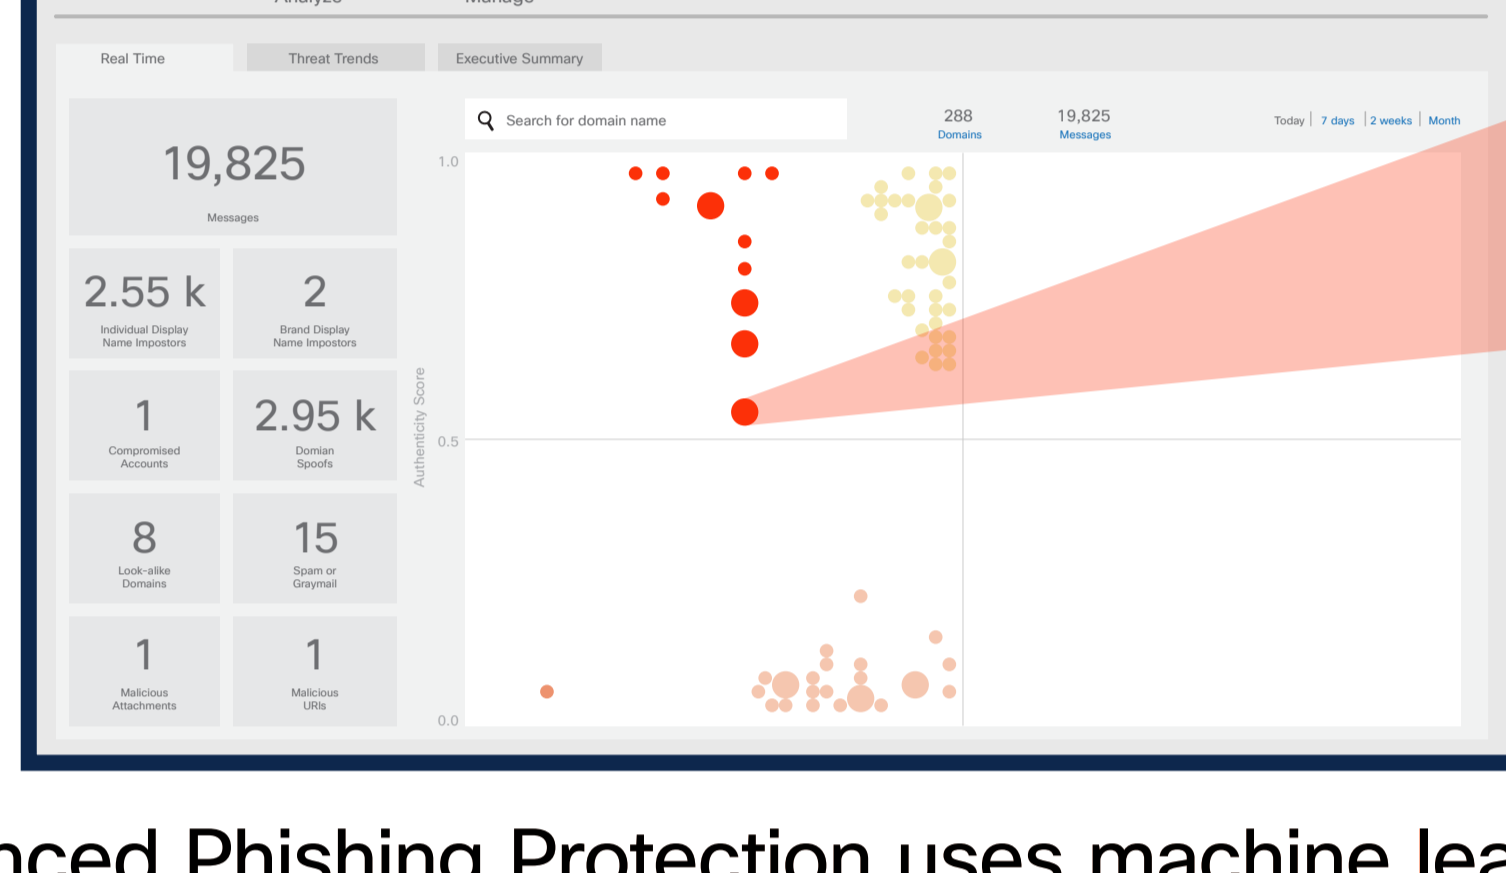 Analyze Manage
Real Time
Threat Trends
Executive Summary
19,825
Messages
2.55 k
Individual Display
Name Impostors
2
Brand Display
Name Impostors
1
Compromised
Accounts
2.95 k
Domian
Spoofs
8
Look-alike
Domains
15
Spam or
Graymail
1
Malicious
Attachments
1
Malicious
URIs
Search for domain name
288
Domains
19,825
Messages
Today | 7 days | 2 weeks | Month
1.0
Authenticity Score
0.5
0.0
nced Phishing Protection uses machine lea